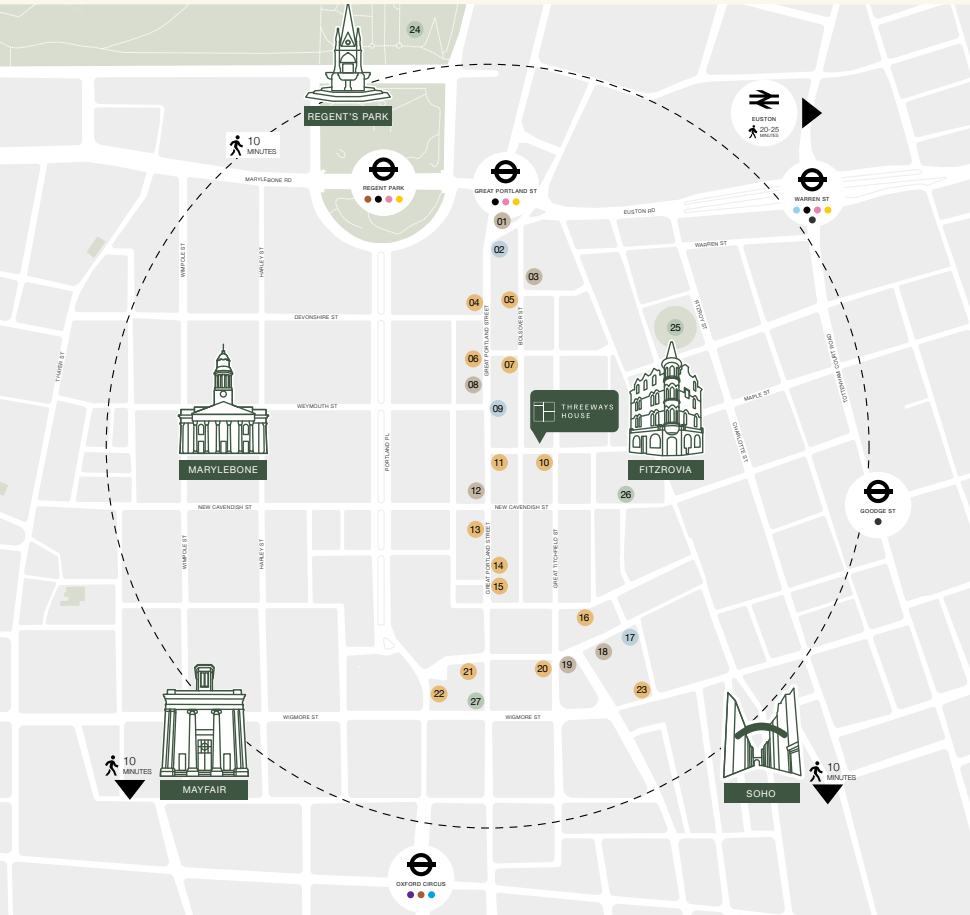 24
REGENT'S PARK
EUSTON
20-25
MINUTES
10
MINUTES
MARYLEBONE RD
REGENT PARK
GREAT PORTLAND ST
WARREN ST
EUSTON RD
01
WARREN ST
02
WIMPOLE ST
HARLEY ST
03
04
05
GREAT PORTLAND STREET
BOLSOVER ST
FITZROY ST
DEVONSHIRE ST
25
THAYER ST
TOTTENHAM COURT ROAD
06
07
08
MAPLE ST
WEYMOUTH ST
09
THREEWAYS
HOUSE
CHARLOTTE ST
PORTLAND PL
MARYLEBONE
11
10
FITZROVIA
12
26
NEW CAVENDISH ST
NEW CAVENDISH ST
GOODGE ST
13
WIMPOLE ST
HARLEY ST
GREAT PORTLAND STREET
GREAT TITCHFIELD ST
14
15
16
17
18
19
20
21
22
23
27
WIGMORE ST
WIGMORE ST
10
MINUTES
MAYFAIR
10
MINUTES
SOHO
OXFORD CIRCUS